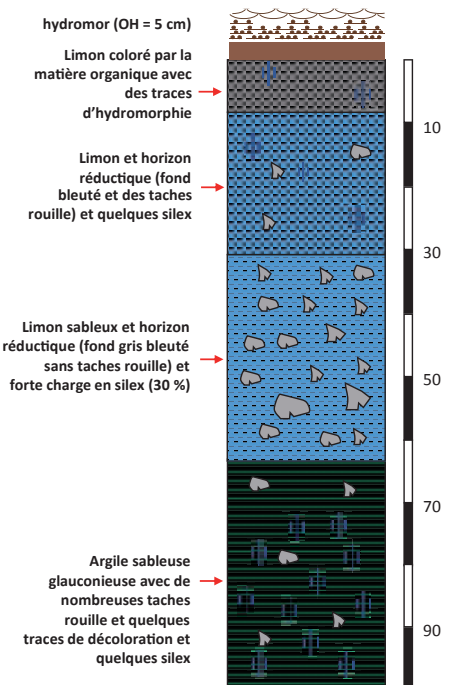 hydromor (OH = 5 cm)
Limon coloré par la
matière organique avec
des traces
d'hydromorphie
10
Limon et horizon
réductique (fond
bleuté et des taches
rouille) et quelques silex
30
Limon sableux et horizon
réductique (fond gris bleuté
sans taches rouille) et
forte charge en silex (30 %)
50
70
Argile sableuse
glauconieuse avec de
nombreuses taches
rouille et quelques
traces de décoloration et
quelques silex
90